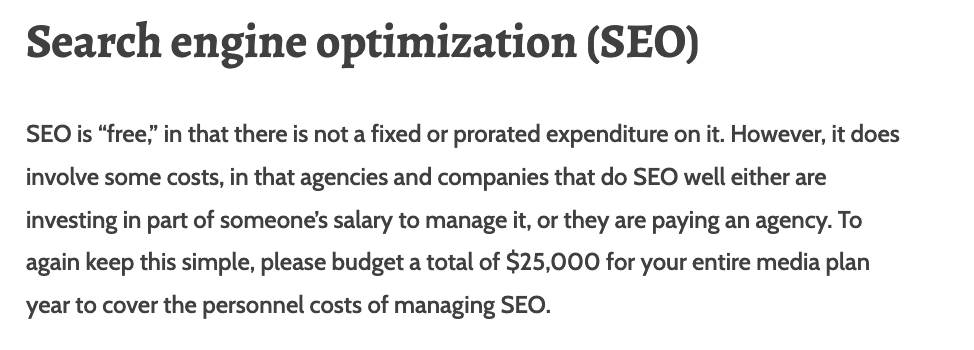 Search engine optimization (SEO)
SEO is “free,” in that there is not a fixed or prorated expenditure on it. However, it does
involve some costs, in that agencies and companies that do SEO well either are
investing in part of someone’s salary to manage it, or they are paying an agency. To
again keep this simple, please budget a total of $25,000 for your entire media plan
year to cover the personnel costs of managing SEO.